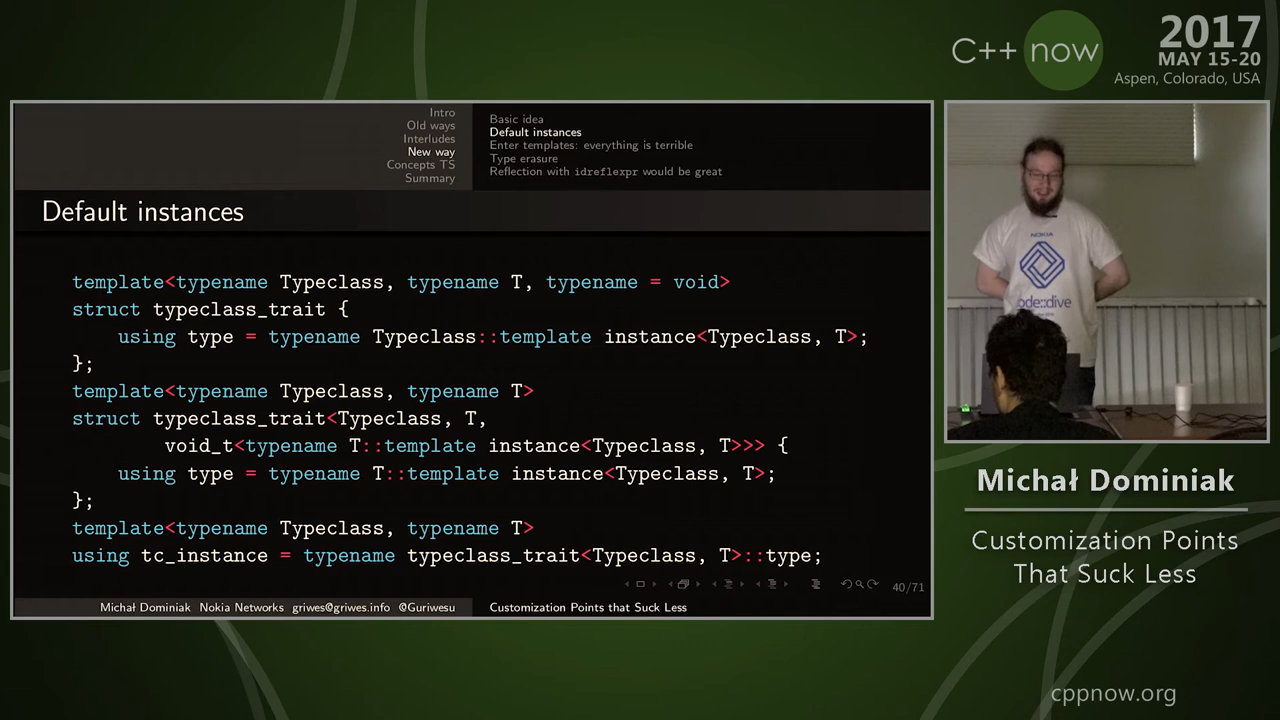 C++ now
2017
MAY 15-20
Aspen, Colorado, USA
Intro
Old ways
Interludes
New way
Concepts TS
Summary
Basic idea
Default instances
Enter templates: everything is terrible
Type erasure
Reflection with idreflexpr would be great
Default instances
template<typename Typeclass, typename T, typename = void>
struct typeclass_trait {
    using type = typename Typeclass::template instance<Typeclass, T>;
};
template<typename Typeclass, typename T>
struct typeclass_trait<Typeclass, T,
        void_t<typename T::template instance<Typeclass, T>>> {
    using type = typename T::template instance<Typeclass, T>;
};
template<typename Typeclass, typename T>
using tc_instance = typename typeclass_trait<Typeclass, T>::type;
40/71
Michał Dominiak Nokia Networks griwes@griwes.info @Guriwesu
Customization Points that Suck Less
NOKIA
code::dive
Michał Dominiak
Customization Points
That Suck Less
cppnow.org